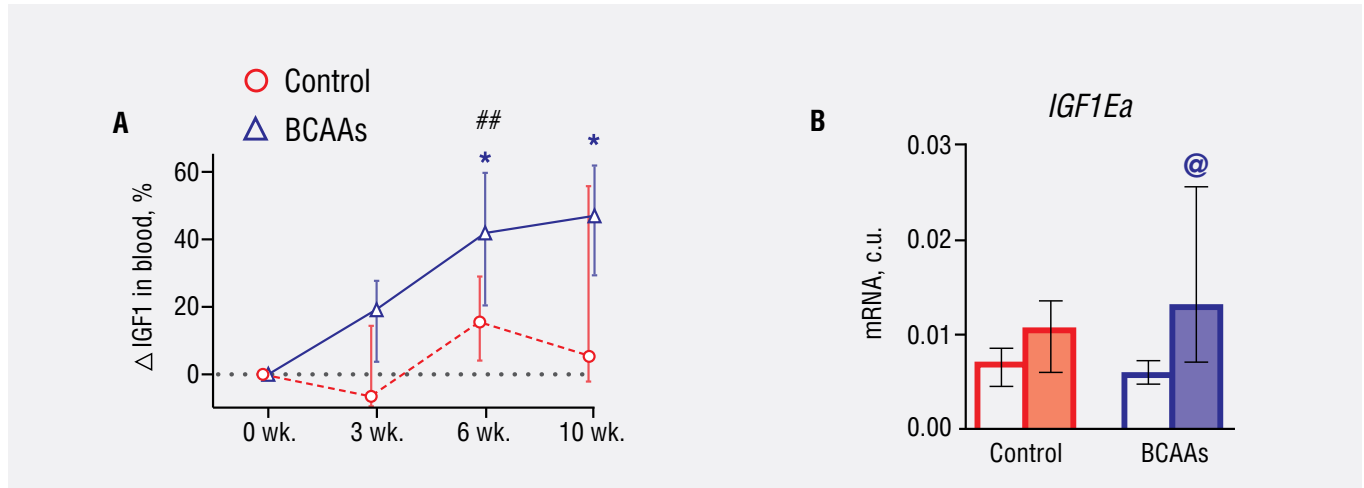 Control
BCAAs
A
##
*
*
△ IGF1 in blood, %
60
40
20
0
0 wk.
3 wk.
6 wk.
10 wk.
B
IGF1Ea
@
mRNA, c.u.
0.03
0.02
0.01
0.00
Control
BCAAs